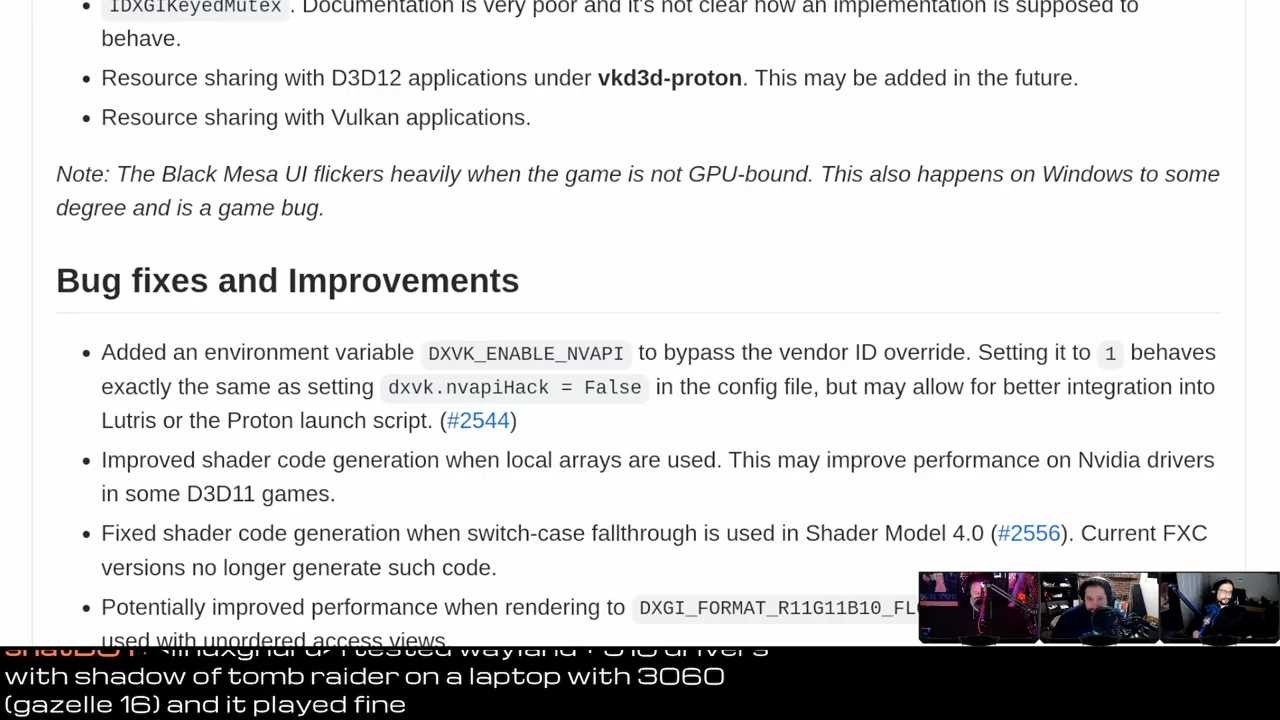 IDXGIKeyedMutex. Documentation is very poor and it's not clear how an implementation is supposed to
behave.
Resource sharing with D3D12 applications under vkd3d-proton. This may be added in the future.
Resource sharing with Vulkan applications.
Note: The Black Mesa UI flickers heavily when the game is not GPU-bound. This also happens on Windows to some
degree and is a game bug.
Bug fixes and Improvements
Added an environment variable DXVK_ENABLE_NVAPI to bypass the vendor ID override. Setting it to 1 behaves
exactly the same as setting dxvk.nvapiHack = False in the config file, but may allow for better integration into
Lutris or the Proton launch script. (#2544)
Improved shader code generation when local arrays are used. This may improve performance on Nvidia drivers
in some D3D11 games.
Fixed shader code generation when switch-case fallthrough is used in Shader Model 4.0 (#2556). Current FXC
versions no longer generate such code.
Potentially improved performance when rendering to DXGI_FORMAT_R11G11B10_FL
used with unordered access views.
with shadow of tomb raider on a laptop with 3060
(gazelle 16) and it played fine